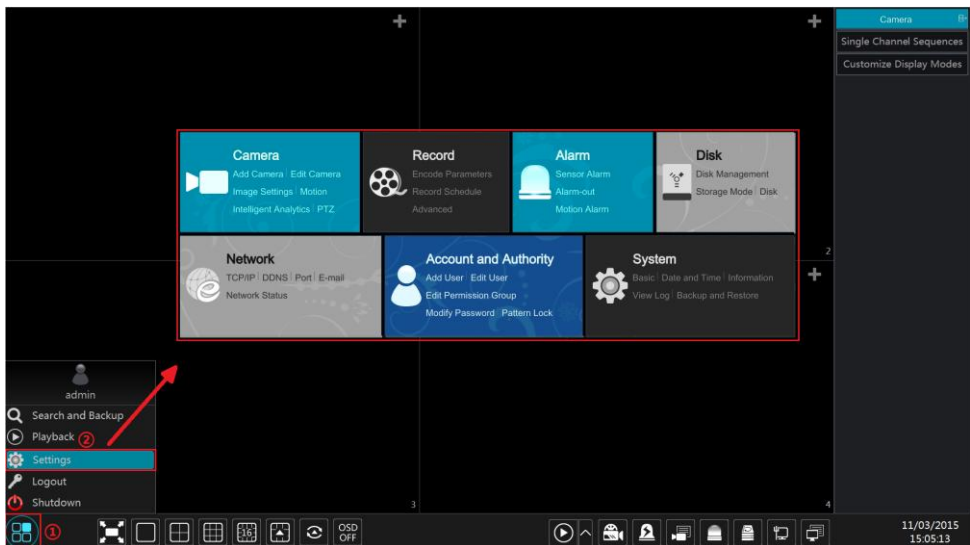 Camera
Single Channel Sequences
Customize Display Modes
Camera
Add Camera | Edit Camera
Image Settings | Motion
Intelligent Analytics | PTZ
Record
Encode Parameters
Record Schedule
Advanced
Alarm
Sensor Alarm
Alarm-out
Motion Alarm
Disk
Disk Management
Storage Mode | Disk
Network
TCP/IP | DDNS | Port | E-mail
Network Status
Account and Authority
Add User | Edit User
Edit Permission Group
Modify Password | Pattern Lock
System
Basic | Date and Time | Information
View Log | Backup and Restore
2
admin
Search and Backup
Playback ②
Settings
Logout
Shutdown
3
4
①
16
OSD
OFF
11/03/2015
15:05:13